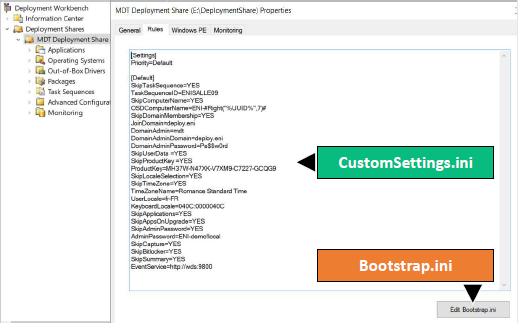 Deployment Workbench
Information Center
Deployment Shares
MDT Deployment Share
Applications
Operating Systems
Out-of-Box Drivers
Packages
Task Sequences
Advanced Configurat
Monitoring
MDT Deployment Share (E:\DeploymentShare) Properties
General Rules Windows PE Monitoring
[Settings]
Priority=Default
[Default]
SkipTaskSequence=YES
TaskSequenceID=ENISALLE09
SkipComputerName=YES
OSDComputerName=ENI-#Right("%UUID%",7)#
SkipDomainMembership=YES
JoinDomain=deploy.eni
DomainAdmin=mdt
DomainAdminDomain=deploy.eni
DomainAdminPassword=Pa$$w0rd
SkipUserData =YES
SkipProductKey =YES
ProductKey=MH37W-N47XK-V7XM9-C7227-GCQG9
SkipLocaleSelection=YES
SkipTimeZone=YES
TimeZoneName=Romance Standard Time
UserLocale=fr-FR
KeyboardLocale=040C:0000040C
SkipApplications=YES
SkipAppsOnUpgrade=YES
SkipAdminPassword=YES
AdminPassword=ENI-demo!local
SkipCapture=YES
SkipBitlocker=YES
SkipSummary=YES
EventService=http://wds:9800
CustomSettings.ini
Bootstrap.ini
Edit Bootstrap.ini